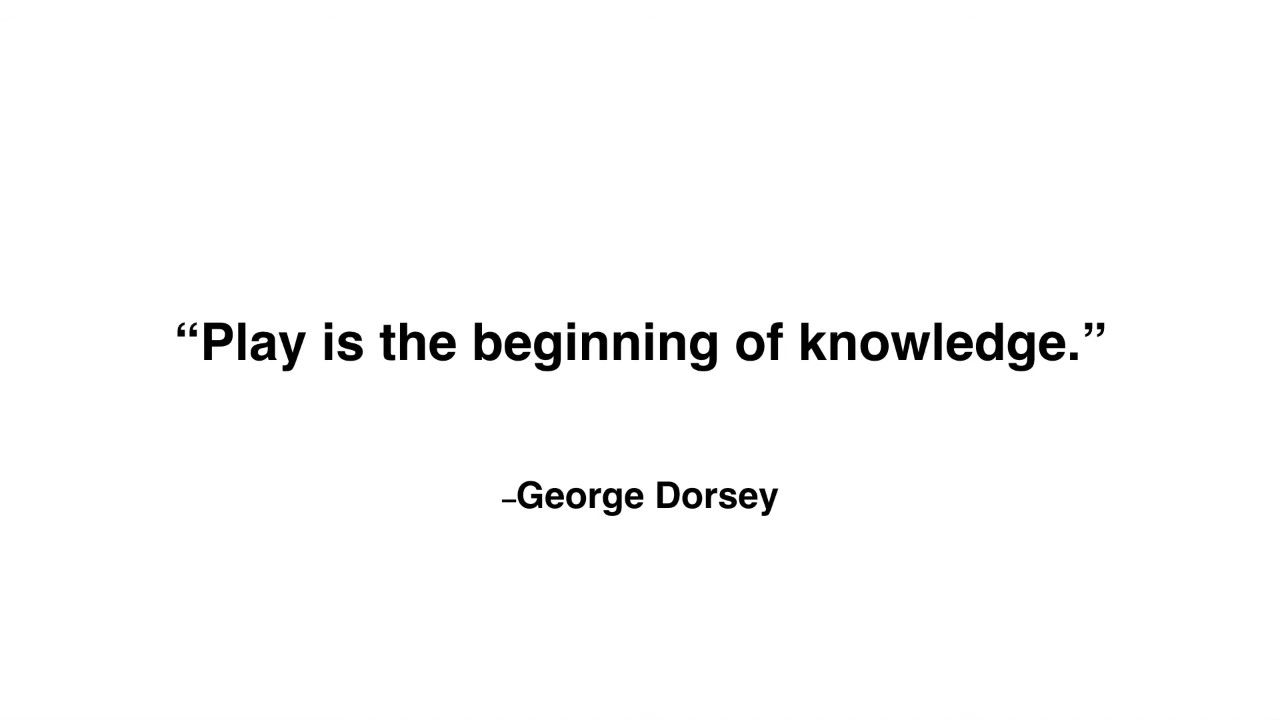 “Play is the beginning of knowledge.”
–George Dorsey